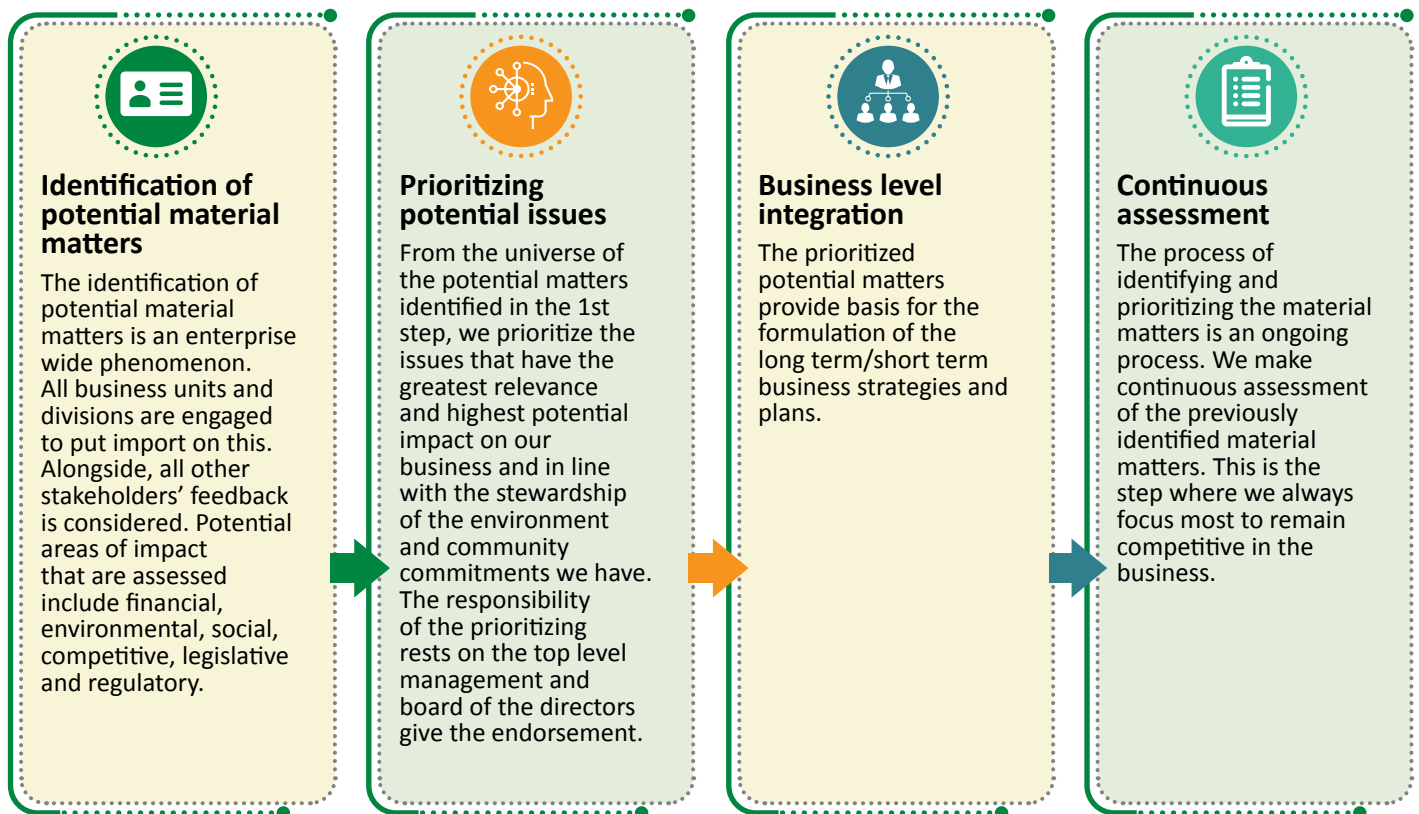 Identification of
potential material
matters
The identification of
potential material
matters is an enterprise
wide phenomenon.
All business units and
divisions are engaged
to put import on this.
Alongside, all other
stakeholders’ feedback
is considered. Potential
areas of impact
that are assessed
include financial,
environmental, social,
competitive, legislative
and regulatory.
Prioritizing
potential issues
From the universe of
the potential matters
identified in the 1st
step, we prioritize the
issues that have the
greatest relevance
and highest potential
impact on our
business and in line
with the stewardship
of the environment
and community
commitments we have.
The responsibility
of the prioritizing
rests on the top level
management and
board of the directors
give the endorsement.
Business level
integration
The prioritized
potential matters
provide basis for the
formulation of the
long term/short term
business strategies and
plans.
Continuous
assessment
The process of
identifying and
prioritizing the material
matters is an ongoing
process. We make
continuous assessment
of the previously
identified material
matters. This is the
step where we always
focus most to remain
competitive in the
business.